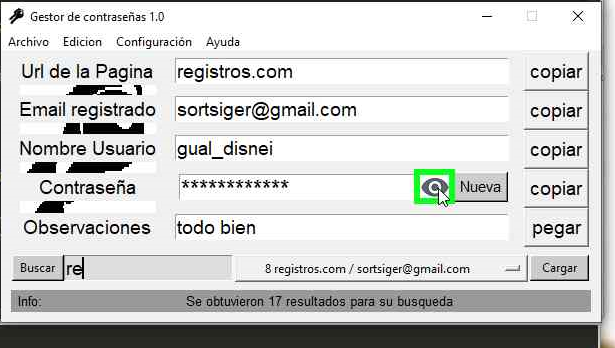 Gestor de contraseñas 1.0
Archivo Edicion Configuración Ayuda
Url de la Pagina registros.com copiar
Email registrado sortsiger@gmail.com copiar
Nombre Usuario gual_disnei copiar
Contraseña ************ Nueva copiar
Observaciones todo bien pegar
Buscar re 8 registros.com / sortsiger@gmail.com Cargar
Info: Se obtuvieron 17 resultados para su busqueda